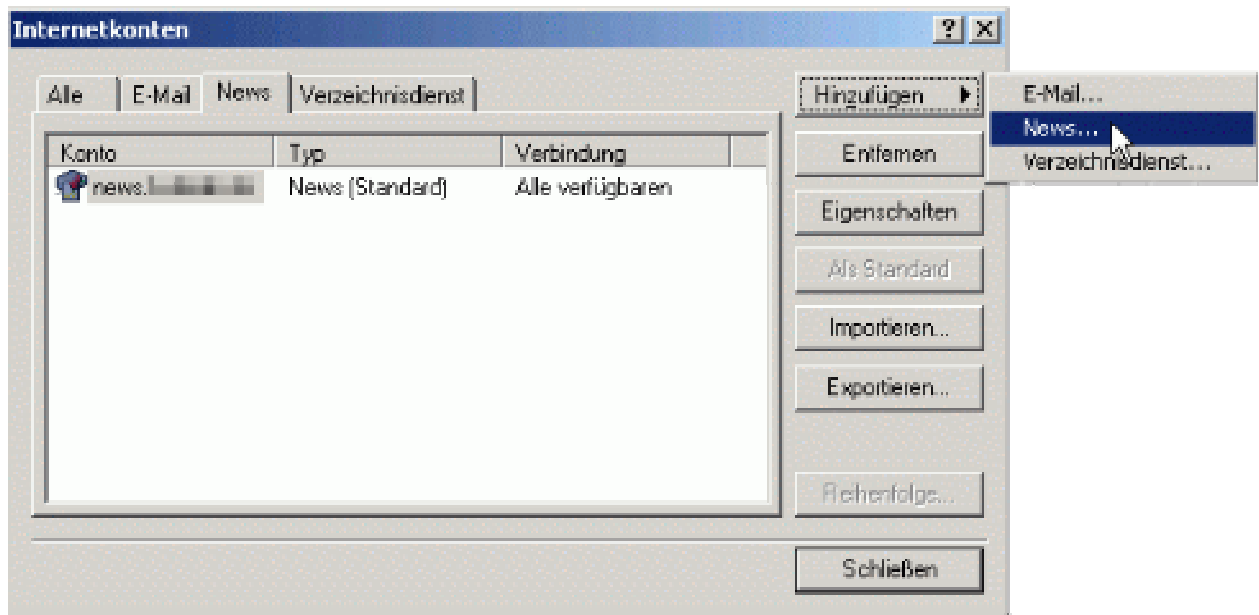 Internetkonten
Alle E-Mail News Verzeichnisdienst
Hinzufügen E-Mail...
News...
Verzeichnisdienst...
Konto Typ Verbindung
Entfernen
news. News (Standard) Alle verfügbaren
Eigenschaften
Als Standard
Importieren...
Exportieren...
Reihenfolge...
Schließen